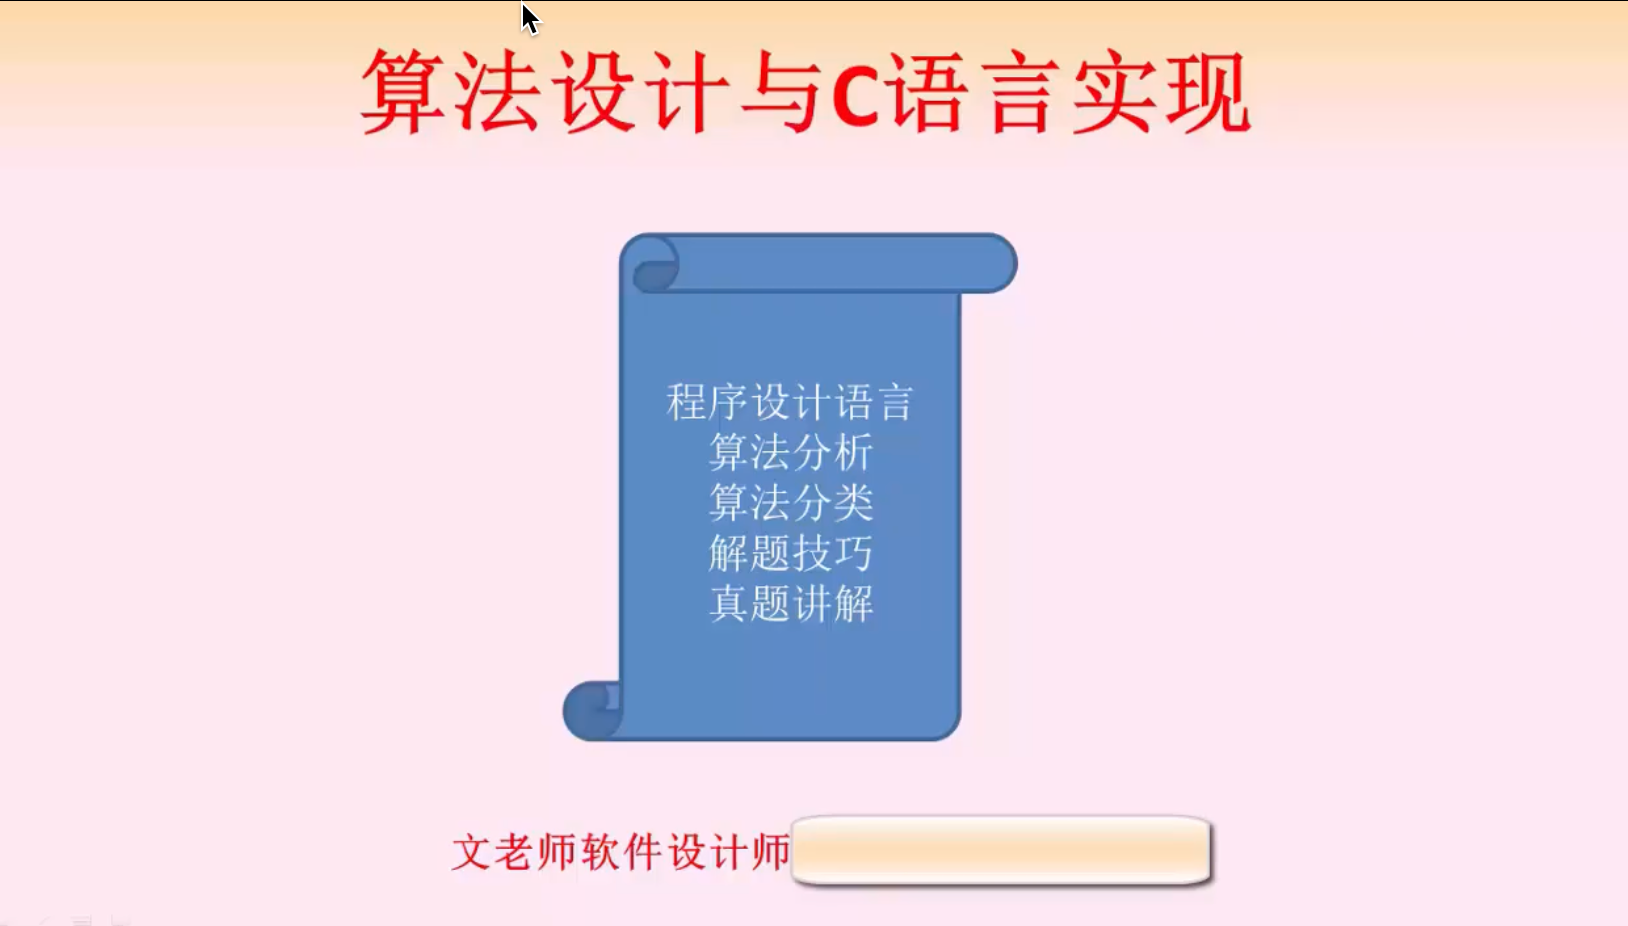 算法设计与C语言实现
程序设计语言
算法分析
算法分类
解题技巧
真题讲解
文老师软件设计师